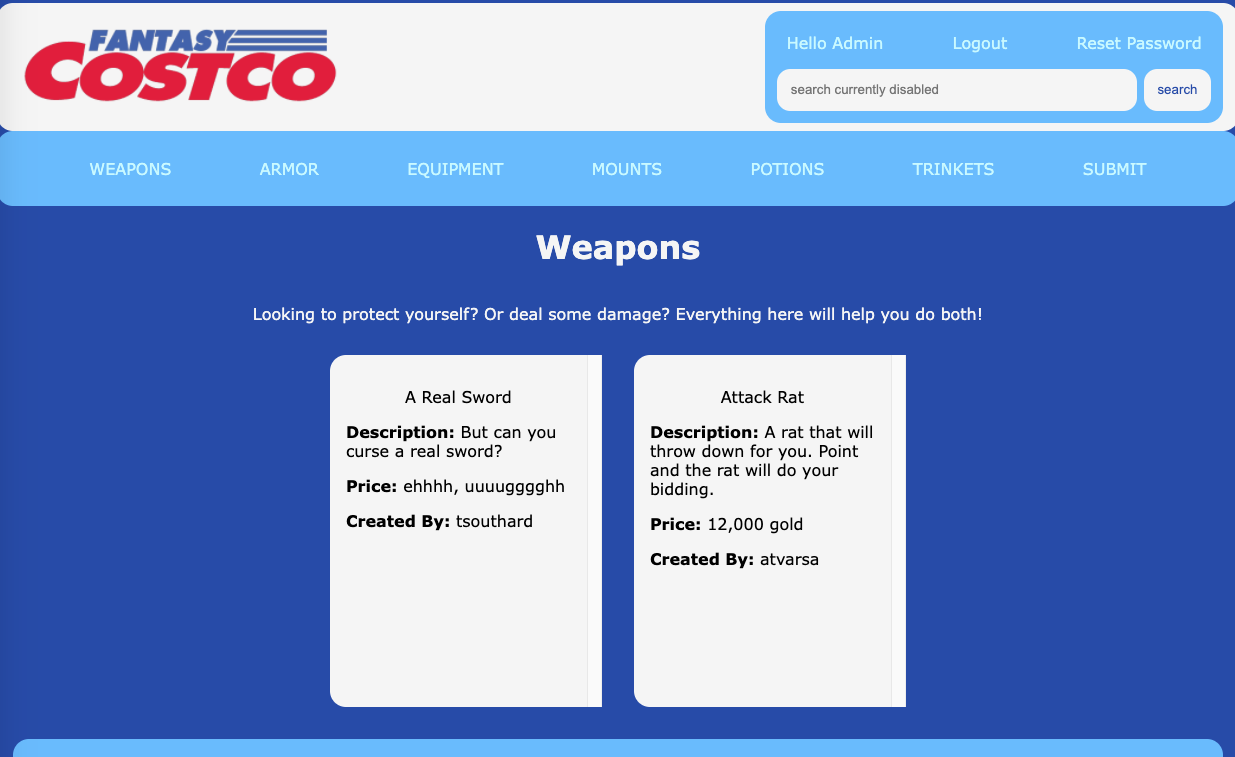 FANTASY
COSTCO
Hello Admin Logout Reset Password
search currently disabled search
WEAPONS ARMOR EQUIPMENT MOUNTS POTIONS TRINKETS SUBMIT
Weapons
Looking to protect yourself? Or deal some damage? Everything here will help you do both!
A Real Sword
Description: But can you
curse a real sword?
Price: ehhhh, uuuugggghh
Created By: tsouthard
Attack Rat
Description: A rat that will
throw down for you. Point
and the rat will do your
bidding.
Price: 12,000 gold
Created By: atvarsa